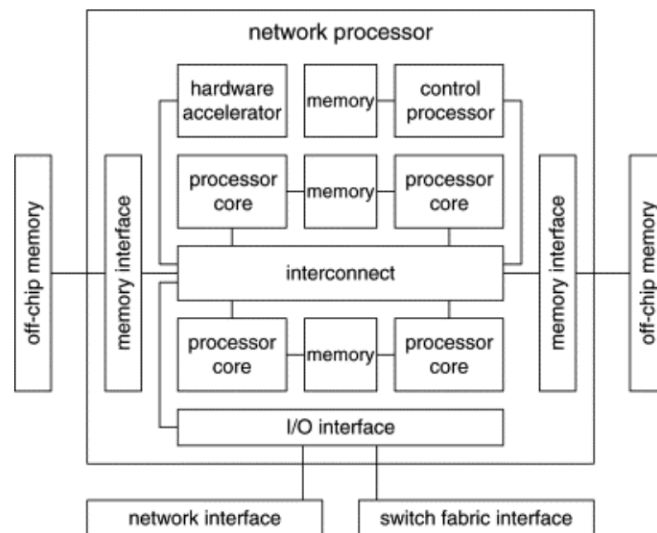 network processor
hardware
accelerator
memory
control
processor
processor
core
memory
processor
core
off-chip memory
memory interface
interconnect
memory interface
off-chip memory
processor
core
memory
processor
core
I/O interface
network interface
switch fabric interface